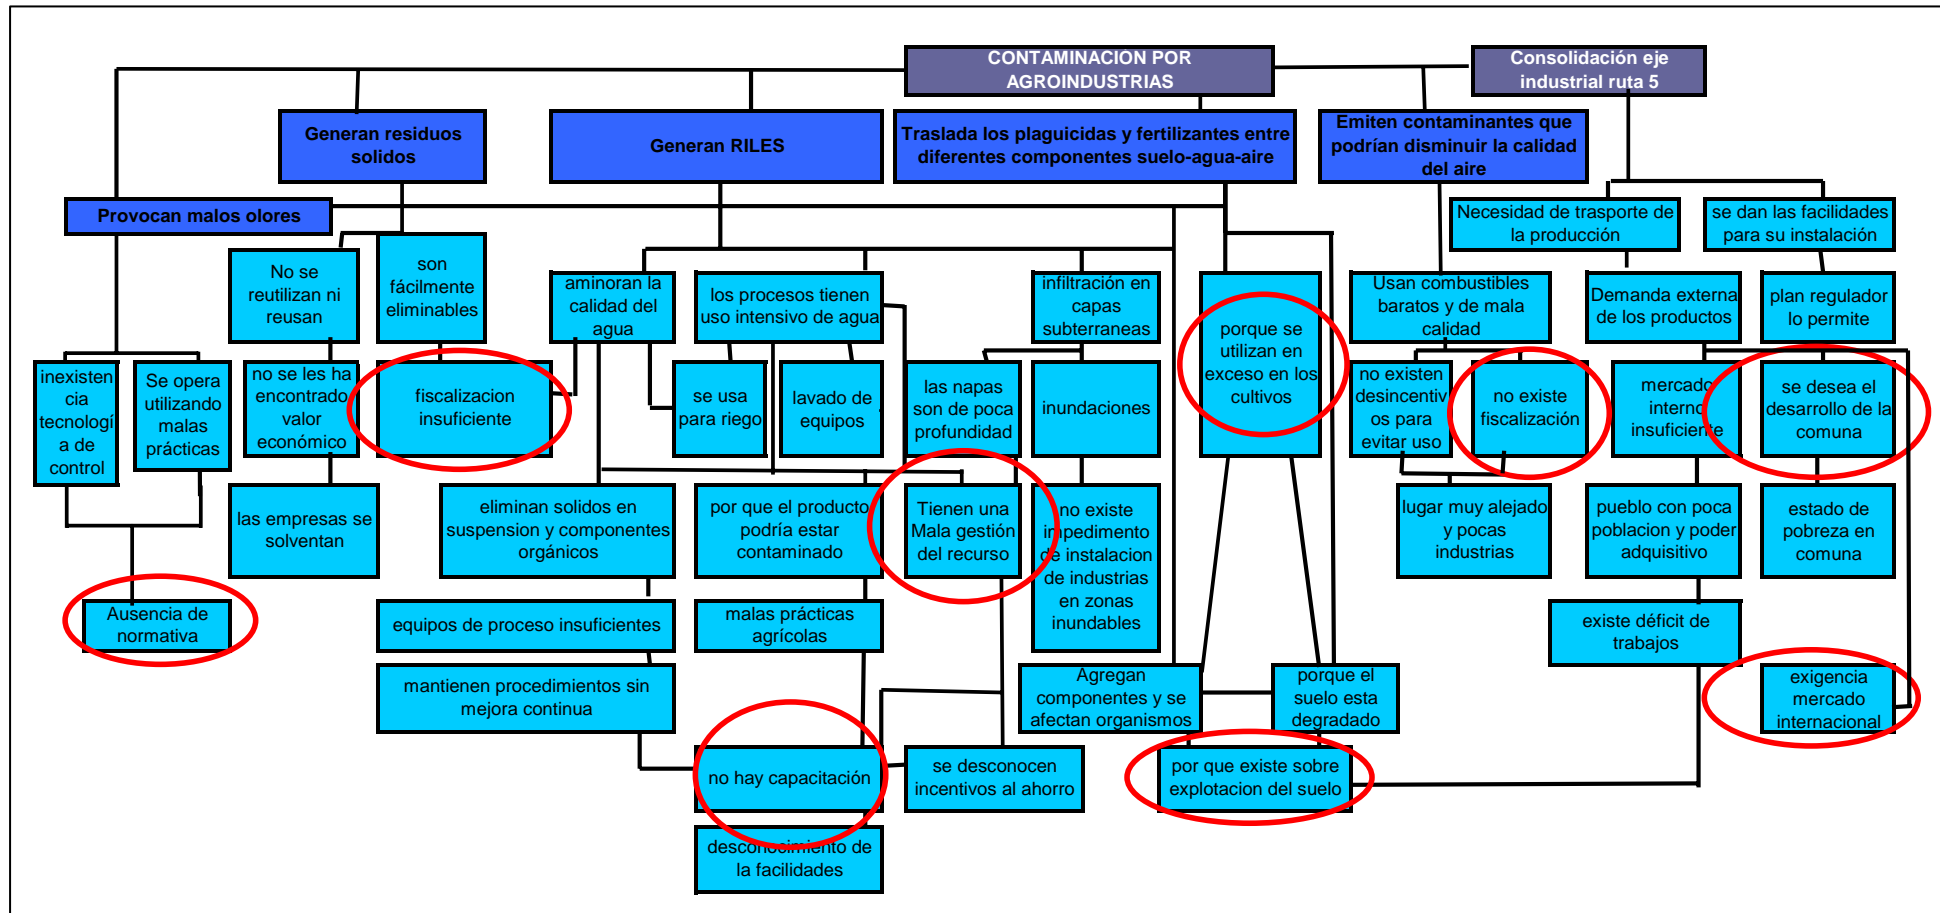 CONTAMINACION POR
AGROINDUSTRIAS
Consolidación eje
industrial ruta 5
Generan residuos
solidos
Generan RILES
Traslada los plaguicidas y fertilizantes entre
diferentes componentes suelo-agua-aire
Emiten contaminantes que
podrían disminuir la calidad
del aire
Provocan malos olores
Necesidad de trasporte de
la producción
se dan las facilidades
para su instalación
No se
reutilizan ni
reusan
son
fácilmente
eliminables
aminoran la
calidad del
agua
los procesos tienen
uso intensivo de agua
infiltración en
capas
subterraneas
porque se
utilizan en
exceso en los
cultivos
Usan combustibles
baratos y de mala
calidad
Demanda externa
de los productos
plan regulador
lo permite
inexisten
cia
tecnologí
a de
control
Se opera
utilizando
malas
prácticas
no se les ha
encontrado
valor
económico
fiscalizacion
insuficiente
se usa
para riego
lavado de
equipos
las napas
son de poca
profundidad
inundaciones
no existen
desincentiv
os para
evitar uso
no existe
fiscalización
mercado
interno
insuficiente
se desea el
desarrollo de la
comuna
las empresas se
solventan
eliminan solidos en
suspension y componentes
orgánicos
por que el producto
podría estar
contaminado
Tienen una
Mala gestión
del recurso
no existe
impedimento
de instalacion
de industrias
en zonas
inundables
lugar muy alejado
y pocas
industrias
pueblo con poca
poblacion y poder
adquisitivo
estado de
pobreza en
comuna
Ausencia de
normativa
equipos de proceso insuficientes
malas prácticas
agrícolas
existe déficit de
trabajos
mantienen procedimientos sin
mejora continua
Agregan
componentes y se
afectan organismos
porque el
suelo esta
degradado
exigencia
mercado
internacional
no hay capacitación
se desconocen
incentivos al ahorro
por que existe sobre
explotacion del suelo
desconocimiento de
la facilidades